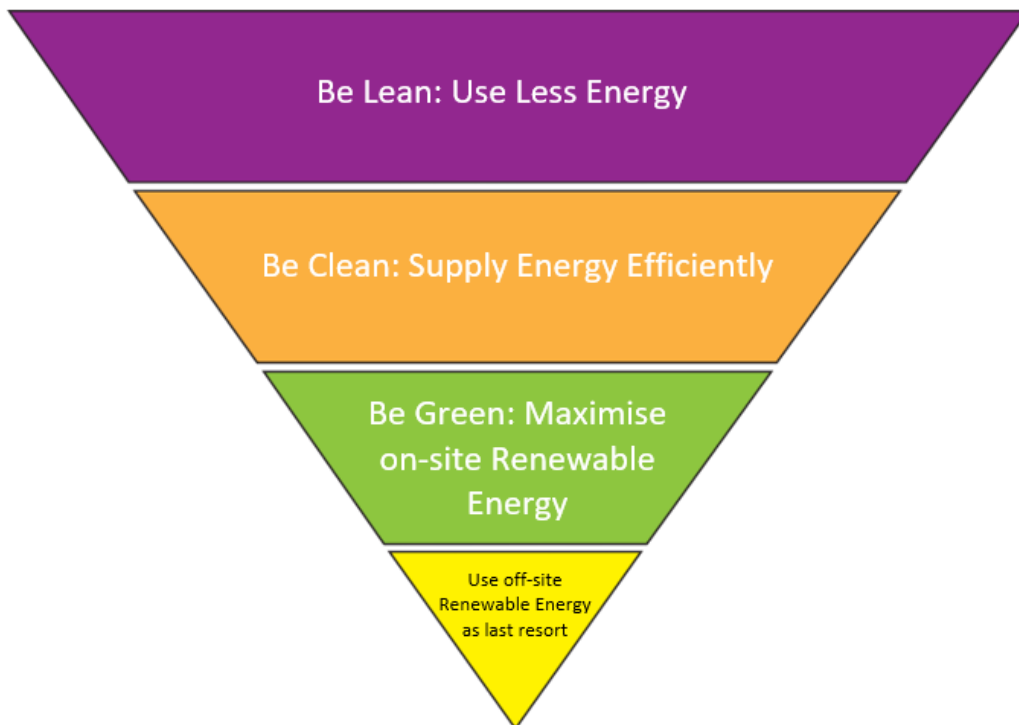 Be Lean: Use Less Energy
Be Clean: Supply Energy Efficiently
Be Green: Maximise
on-site Renewable
Energy
Use off-site
Renewable Energy
as last resort